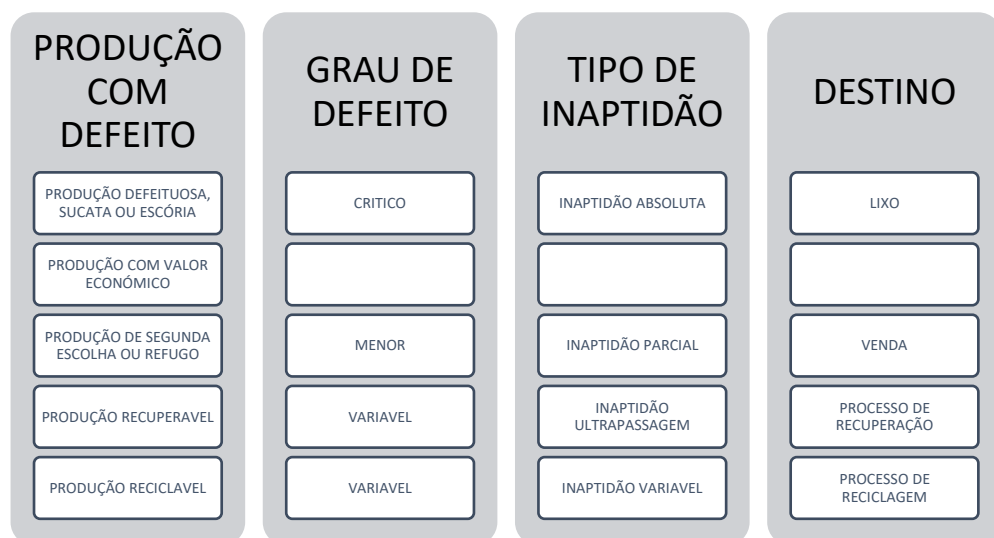 PRODUÇÃO
COM
DEFEITO
PRODUÇÃO DEFEITUOSA,
SUCATA OU ESCÓRIA
PRODUÇÃO COM VALOR
ECONÓMICO
PRODUÇÃO DE SEGUNDA
ESCOLHA OU REFUGO
PRODUÇÃO RECUPERAVEL
PRODUÇÃO RECICLAVEL
GRAU DE
DEFEITO
CRITICO
MENOR
VARIAVEL
VARIAVEL
TIPO DE
INAPTIDÃO
INAPTIDÃO ABSOLUTA
INAPTIDÃO PARCIAL
INAPTIDÃO
ULTRAPASSAGEM
INAPTIDÃO VARIAVEL
DESTINO
LIXO
VENDA
PROCESSO DE
RECUPERAÇÃO
PROCESSO DE
RECICLAGEM